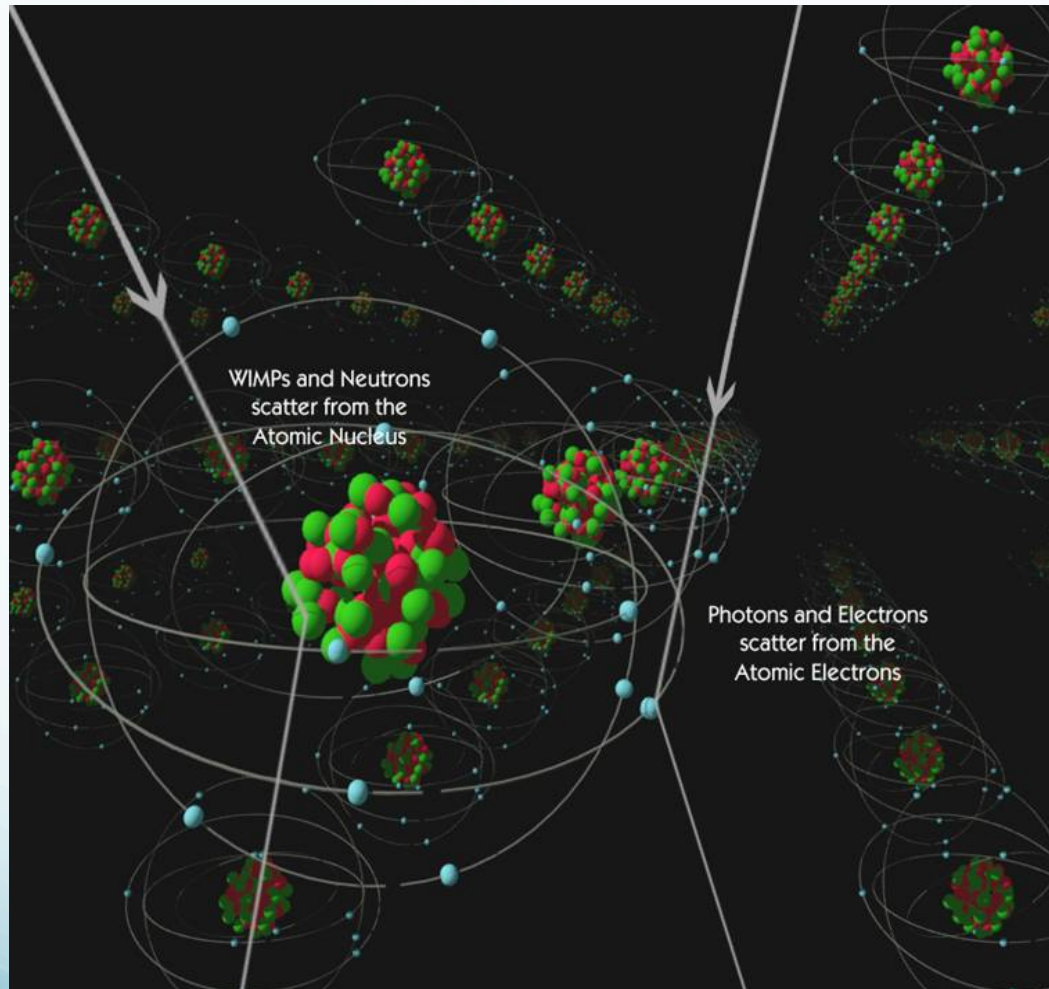 WIMPs and Neutrons
scatter from the
Atomic Nucleus
Photons and Electrons
scatter from the
Atomic Electrons